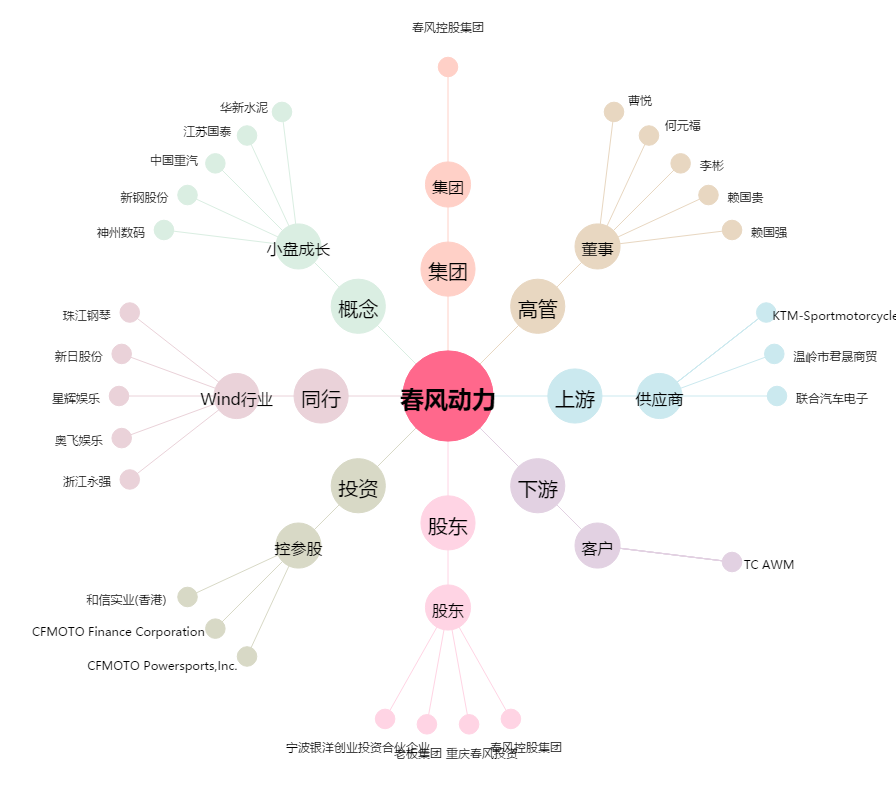 春风控股集团
集团
集团
曹悦
何元福
李彬
赖国贵
赖国强
董事
高管
华新水泥
江苏国泰
中国重汽
新钢股份
神州数码
小盘成长
概念
珠江钢琴
新日股份
星辉娱乐
奥飞娱乐
浙江永强
Wind行业
同行
春风动力
上游
供应商
KTM-Sportmotorcycle
温岭市君晟商贸
联合汽车电子
投资
控参股
和信实业(香港)
CFMOTO Finance Corporation
CFMOTO Powersports,Inc.
股东
股东
宁波银洋创业投资合伙企业
老板集团
重庆春风投资
春风控股集团
下游
客户
TC AWM